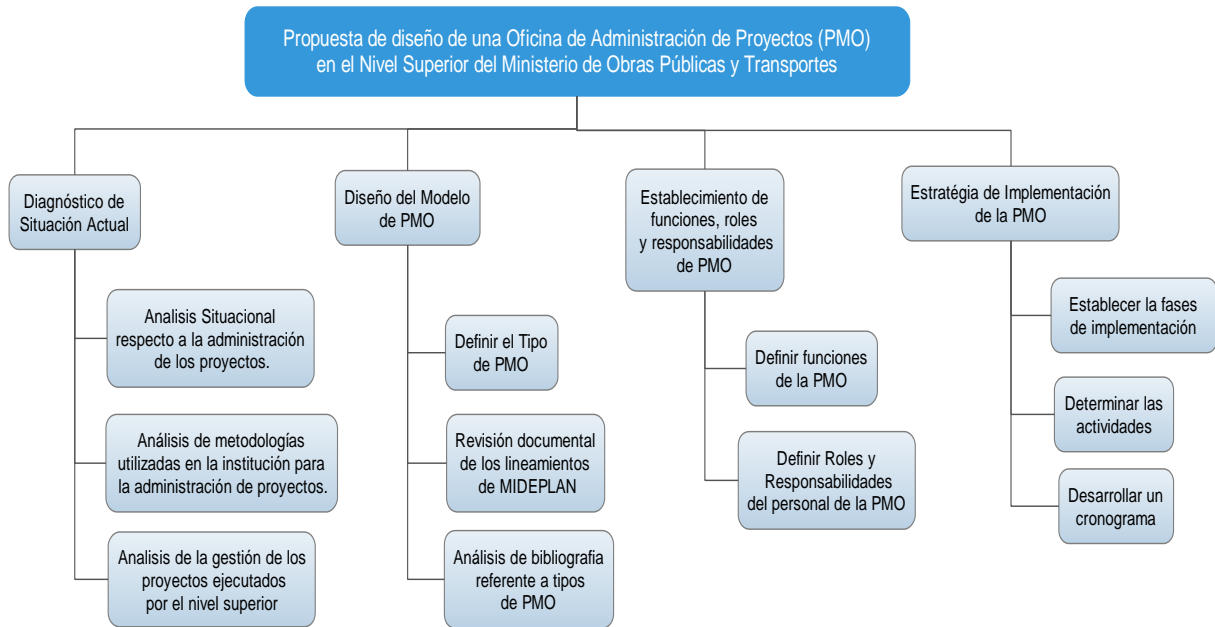 Propuesta de diseño de una Oficina de Administración de Proyectos (PMO)
en el Nivel Superior del Ministerio de Obras Públicas y Transportes
Diagnóstico de
Situación Actual
Analisis Situacional
respecto a la administración
de los proyectos.
Análisis de metodologías
utilizadas en la institución para
la administración de proyectos.
Analisis de la gestión de los
proyectos ejecutados
por el nivel superior
Diseño del Modelo
de PMO
Definir el Tipo
de PMO
Revisión documental
de los lineamientos
de MIDEPLAN
Análisis de bibliografia
referente a tipos
de PMO
Establecimiento de
funciones, roles
y responsabilidades
de PMO
Definir funciones
de la PMO
Definir Roles y
Responsabilidades
del personal de la PMO
Estratégia de Implementación
de la PMO
Establecer la fases
de implementación
Determinar las
actividades
Desarrollar un
cronograma